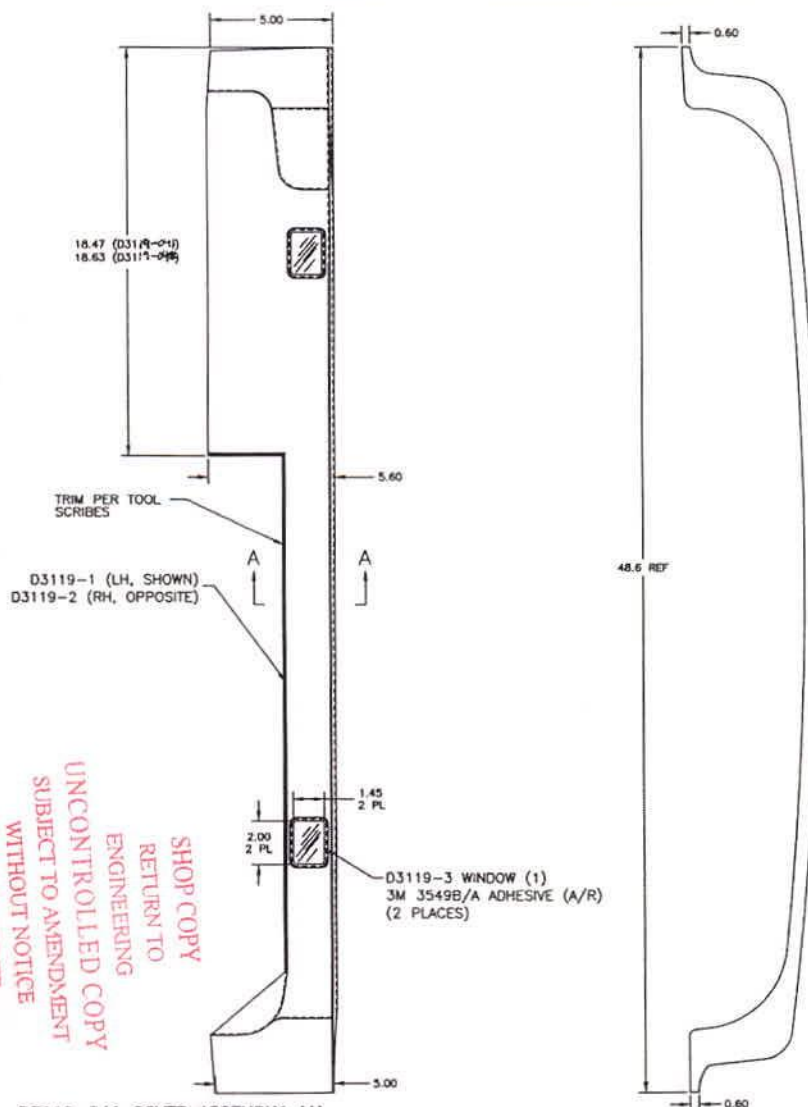 5.00
0.60
18.47 (D3119-041)
18.63 (D3119-
5.60
TRIM PER TOOL
SCRIBES
A A
D3119-1 (LH, SHOWN)
D3119-2 (RH, OPPOSITE)
48.6 REF
1.45
2 PL
2.00
2 PL
D3119-3 WINDOW (1)
3M 3549B/A ADHESIVE (A/R)
(2 PLACES)
SHOP COPY
RETURN TO
ENGINEERING
UNCONTROLLED COPY
SUBJECT TO AMENDMENT
WITHOUT NOTICE
5.00
0.60